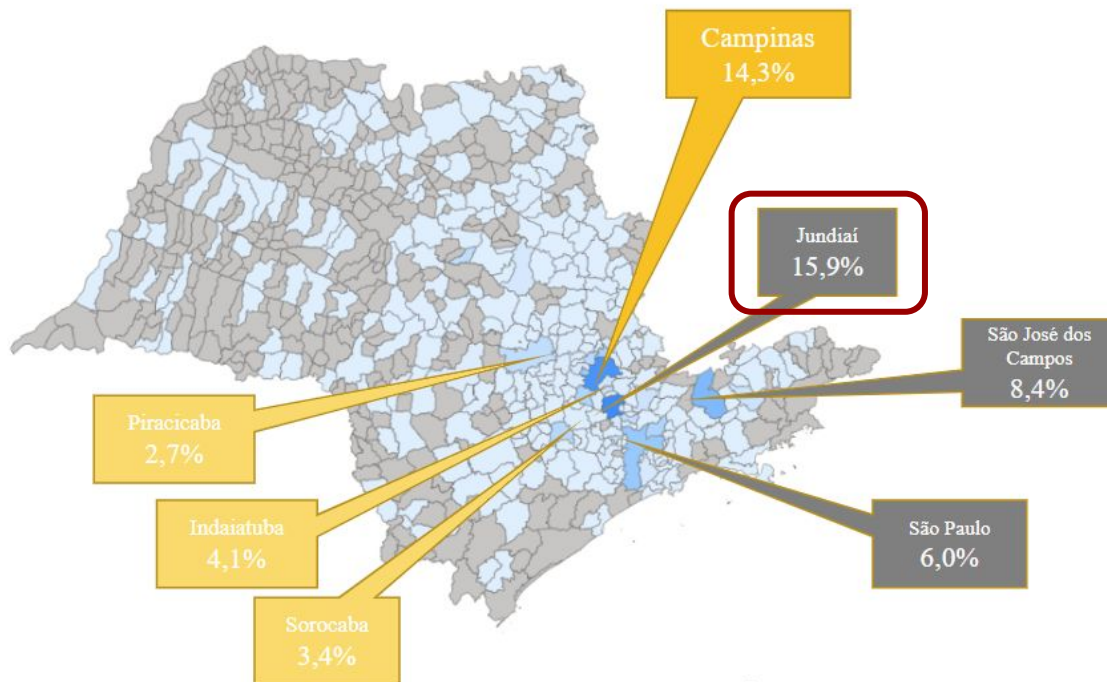 Campinas
14,3%
Jundiaí
15,9%
São José dos
Campos
8,4%
Piracicaba
2,7%
Indaiatuba
4,1%
São Paulo
6,0%
Sorocaba
3,4%